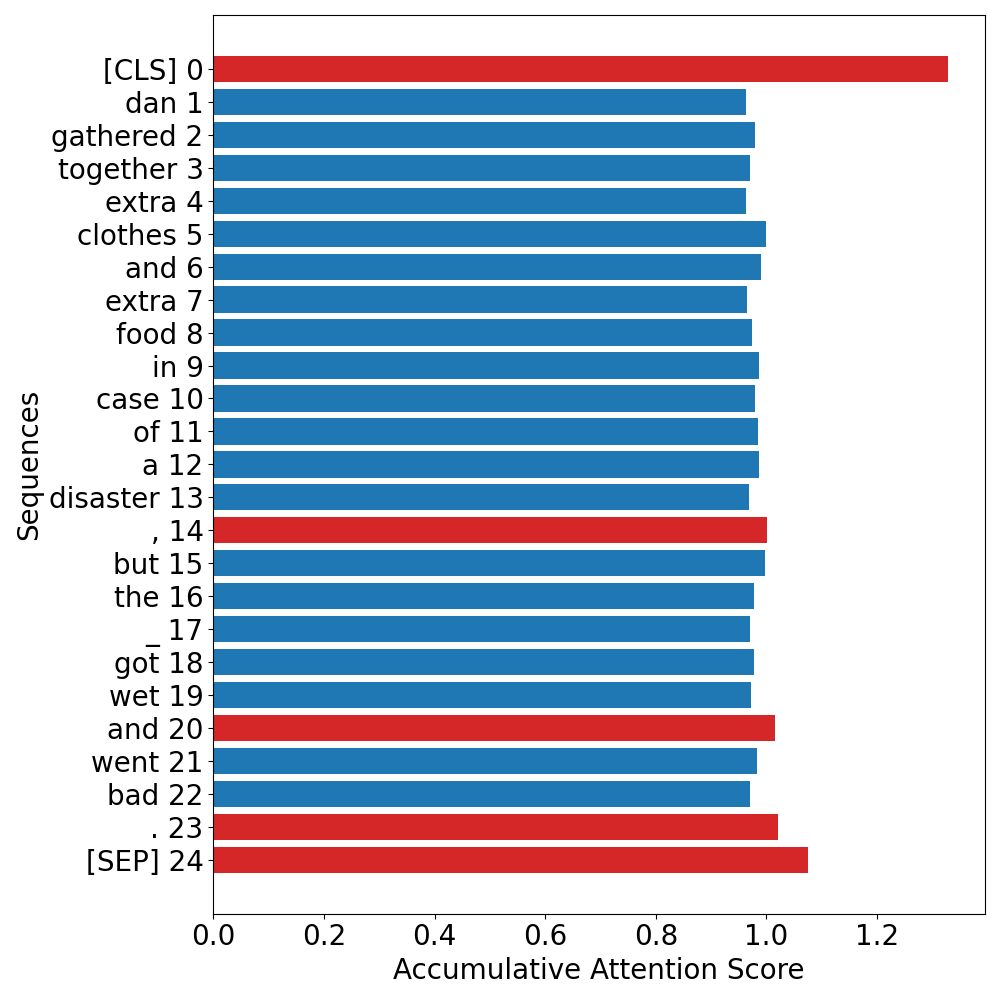 [CLS] 0
dan 1
gathered 2
together 3
extra 4
clothes 5
and 6
extra 7
food 8
in 9
case 10
of 11
a 12
disaster 13
, 14
but 15
the 16
_ 17
got 18
wet 19
and 20
went 21
bad 22
. 23
[SEP] 24
Sequences
0.0 0.2 0.4 0.6 0.8 1.0 1.2
Accumulative Attention Score